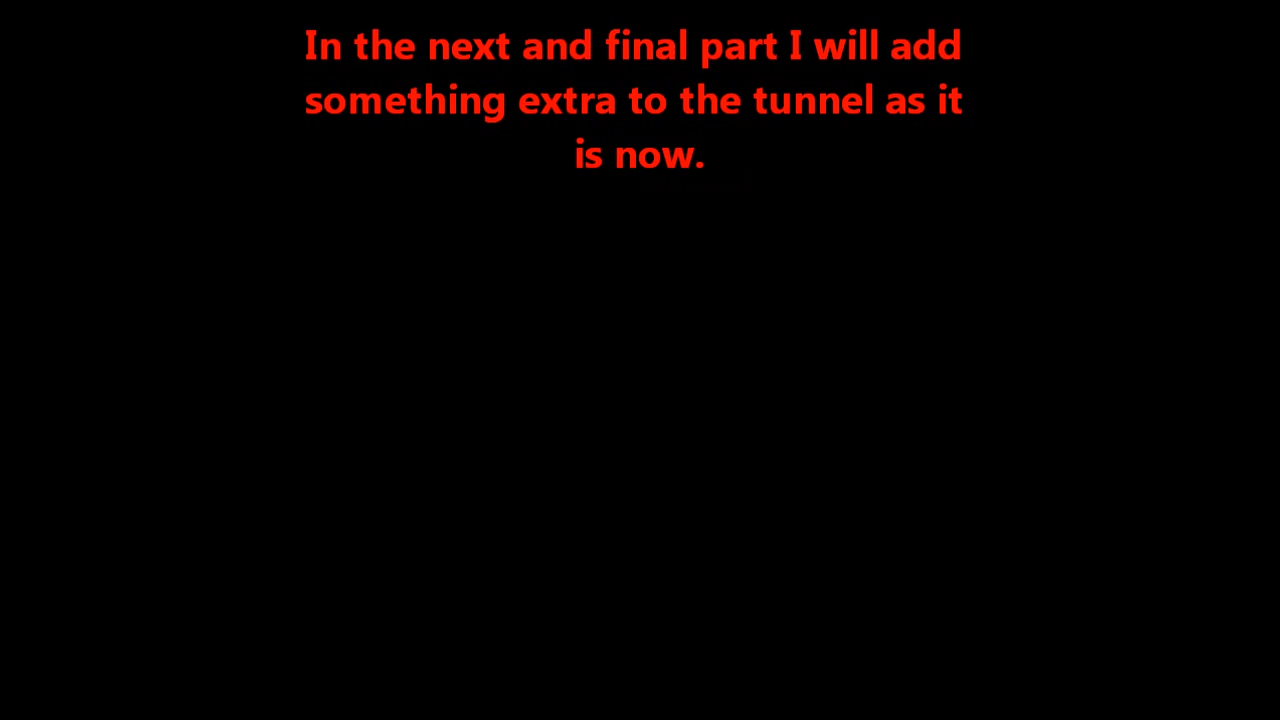 In the next and final part I will add
something extra to the tunnel as it
is now.